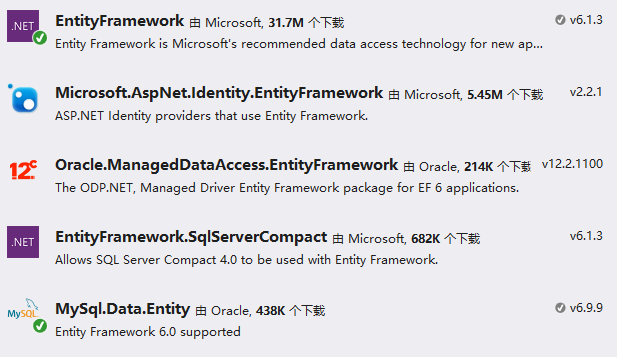 .NET
EntityFramework 由 Microsoft, 31.7M 个下载 v6.1.3
Entity Framework is Microsoft's recommended data access technology for new ap...
Microsoft.AspNet.Identity.EntityFramework 由 Microsoft, 5.45M 个下载 v2.2.1
ASP.NET Identity providers that use Entity Framework.
12c
Oracle.ManagedDataAccess.EntityFramework 由 Oracle, 214K 个下载 v12.2.1100
The ODP.NET, Managed Driver Entity Framework package for EF 6 applications.
.NET
EntityFramework.SqlServerCompact 由 Microsoft, 682K 个下载 v6.1.3
Allows SQL Server Compact 4.0 to be used with Entity Framework.
MySQL
MySql.Data.Entity 由 Oracle, 438K 个下载 v6.9.9
Entity Framework 6.0 supported